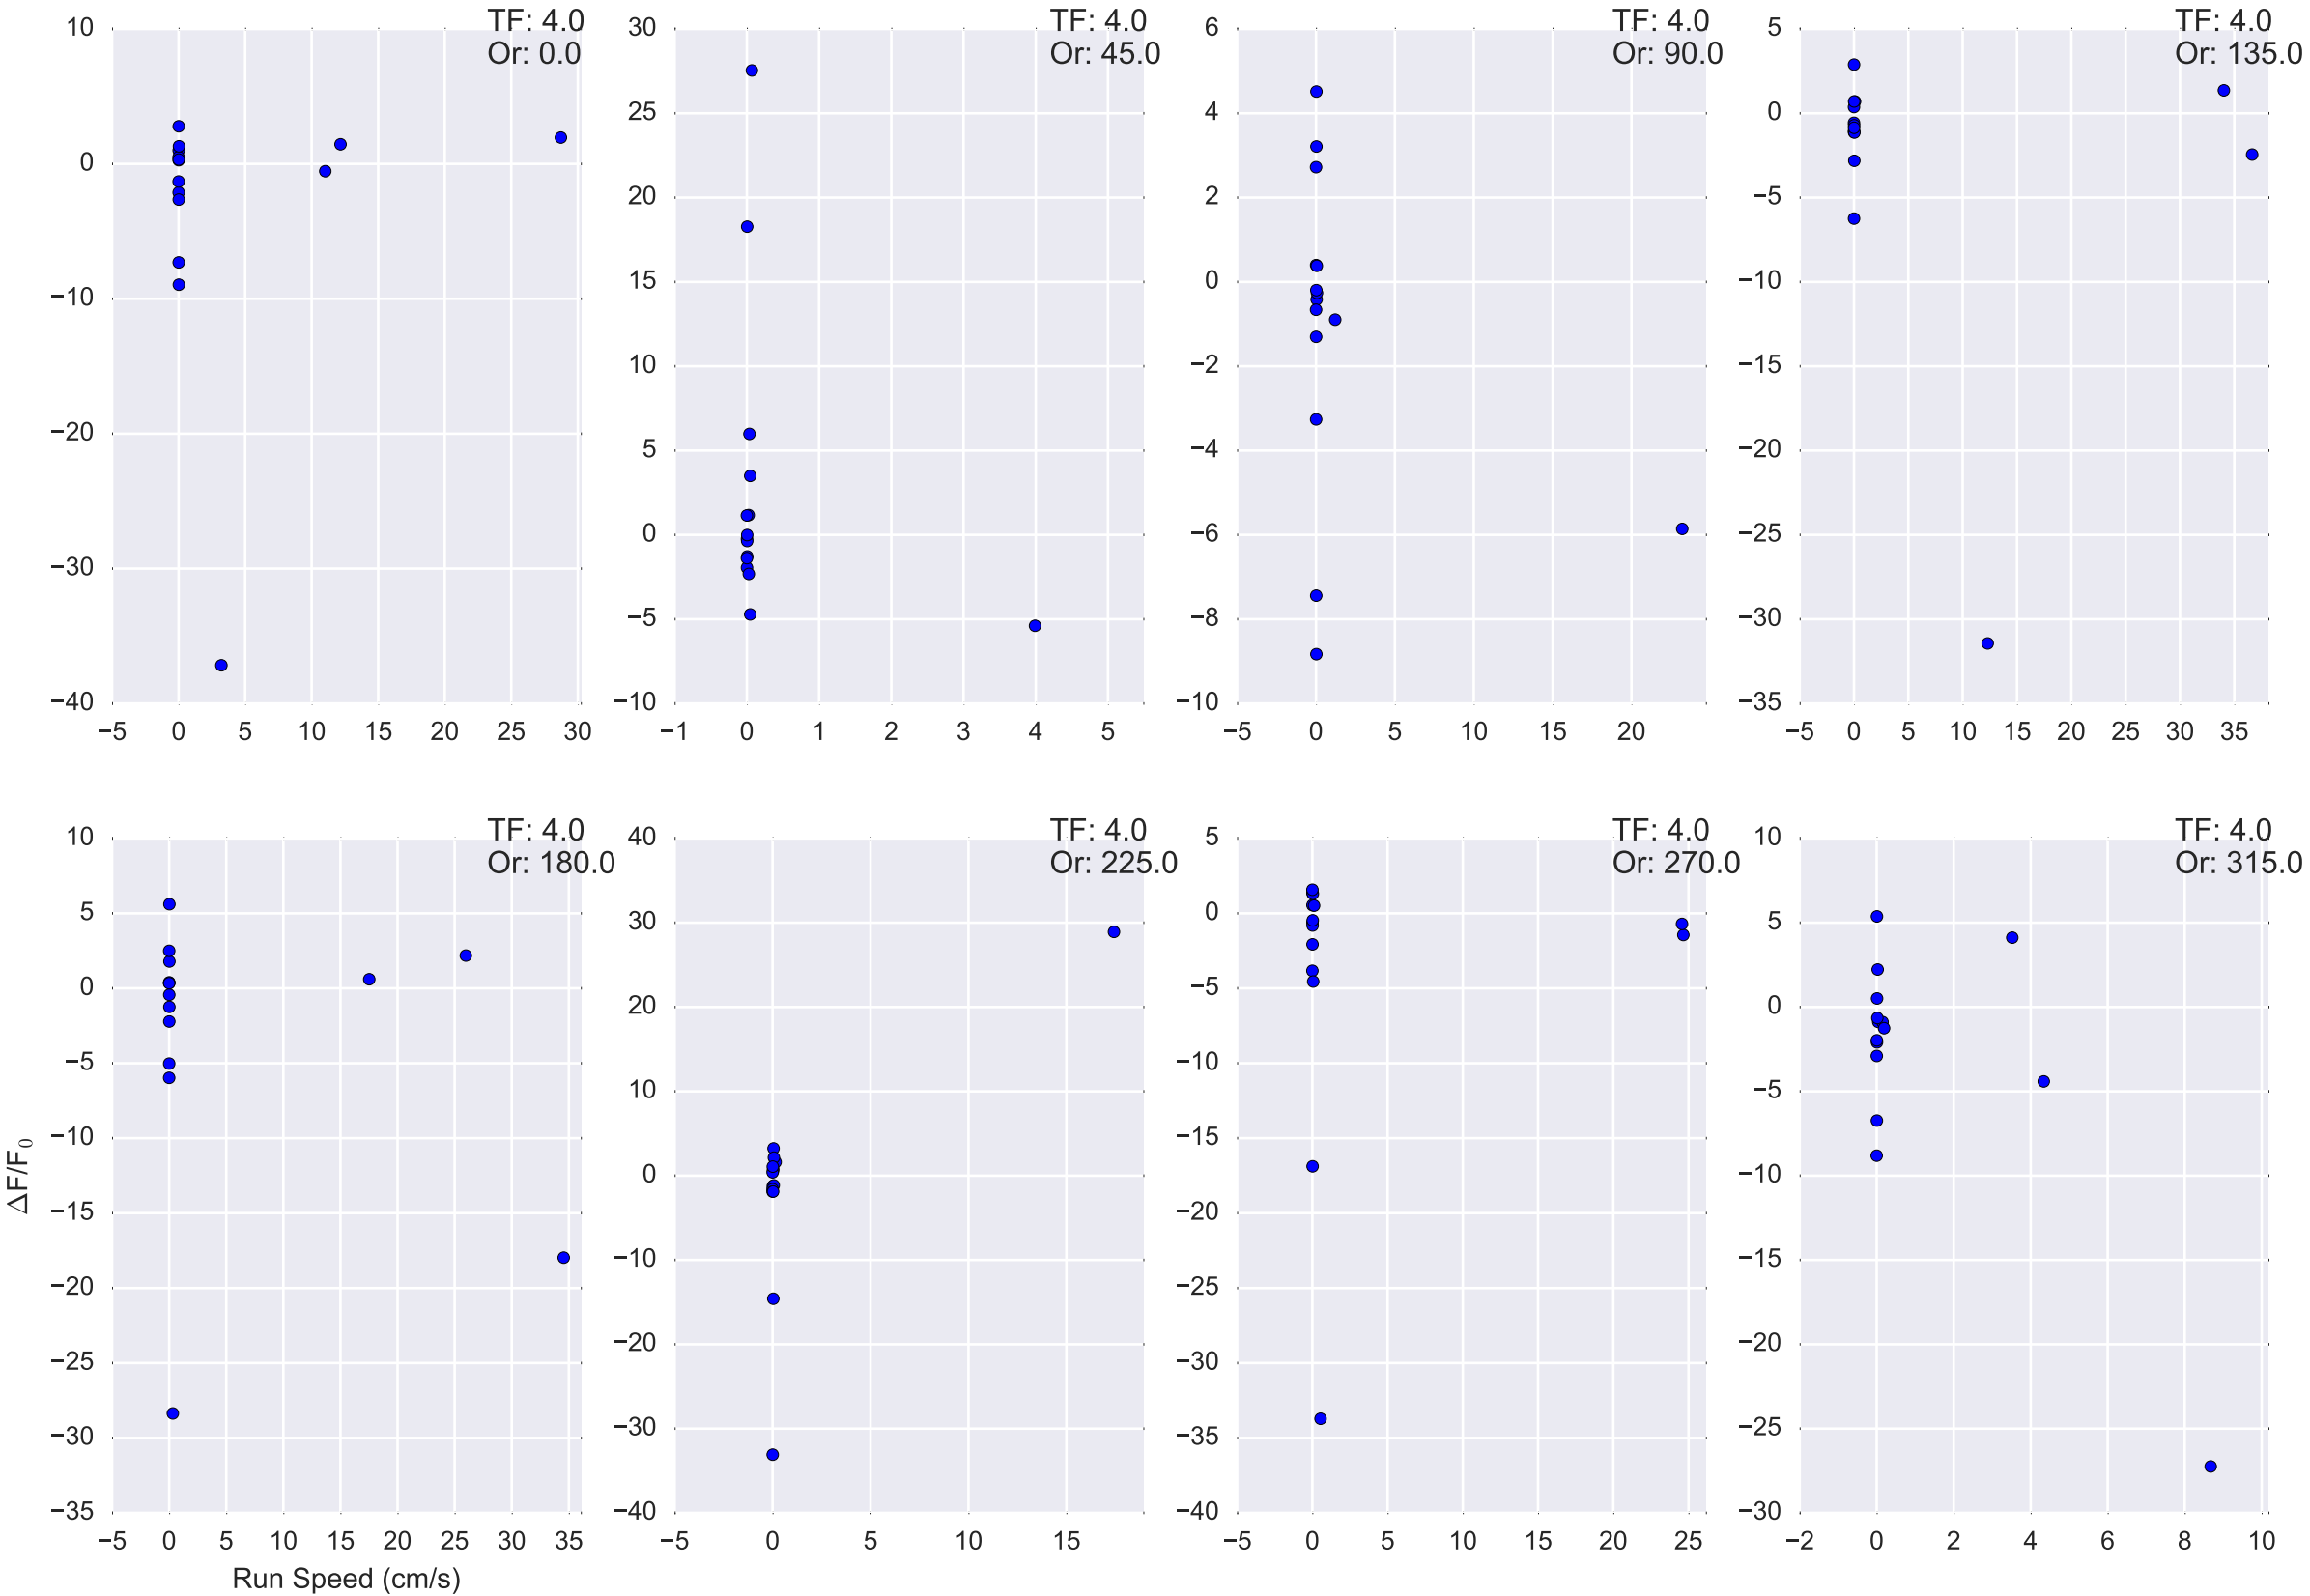 TF: 4.0
Or: 0.0
10
0
−10
−20
−30
−40
−5 0 5 10 15 20 25 30
TF: 4.0
Or: 45.0
30
25
20
15
10
5
0
−5
−10
−1 0 1 2 3 4 5
TF: 4.0
Or: 90.0
6
4
2
0
−2
−4
−6
−8
−10
−5 0 5 10 15 20
TF: 4.0
Or: 135.0
5
0
−5
−10
−15
−20
−25
−30
−35
−5 0 5 10 15 20 25 30 35
TF: 4.0
Or: 180.0
10
5
0
−5
−10
−15
−20
−25
−30
−35
−5 0 5 10 15 20 25 30 35
ΔF/F₀
Run Speed (cm/s)
TF: 4.0
Or: 225.0
40
30
20
10
0
−10
−20
−30
−40
−5 0 5 10 15
TF: 4.0
Or: 270.0
5
0
−5
−10
−15
−20
−25
−30
−35
−40
−5 0 5 10 15 20 25
TF: 4.0
Or: 315.0
10
5
0
−5
−10
−15
−20
−25
−30
−2 0 2 4 6 8 10